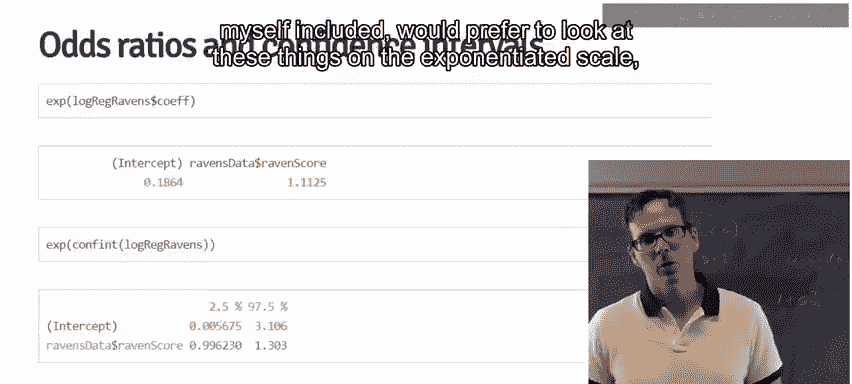 myself included, would prefer to look at
Odds ratios and confidence intervals
these things on the exponentiated scale,
exp(logRegRavens$coeff)
(Intercept) ravensData$ravenScore
0.1864 1.1125
exp(confint(logRegRavens))
2.5 % 97.5 %
(Intercept) 0.005675 3.106
ravensData$ravenScore 0.996230 1.303